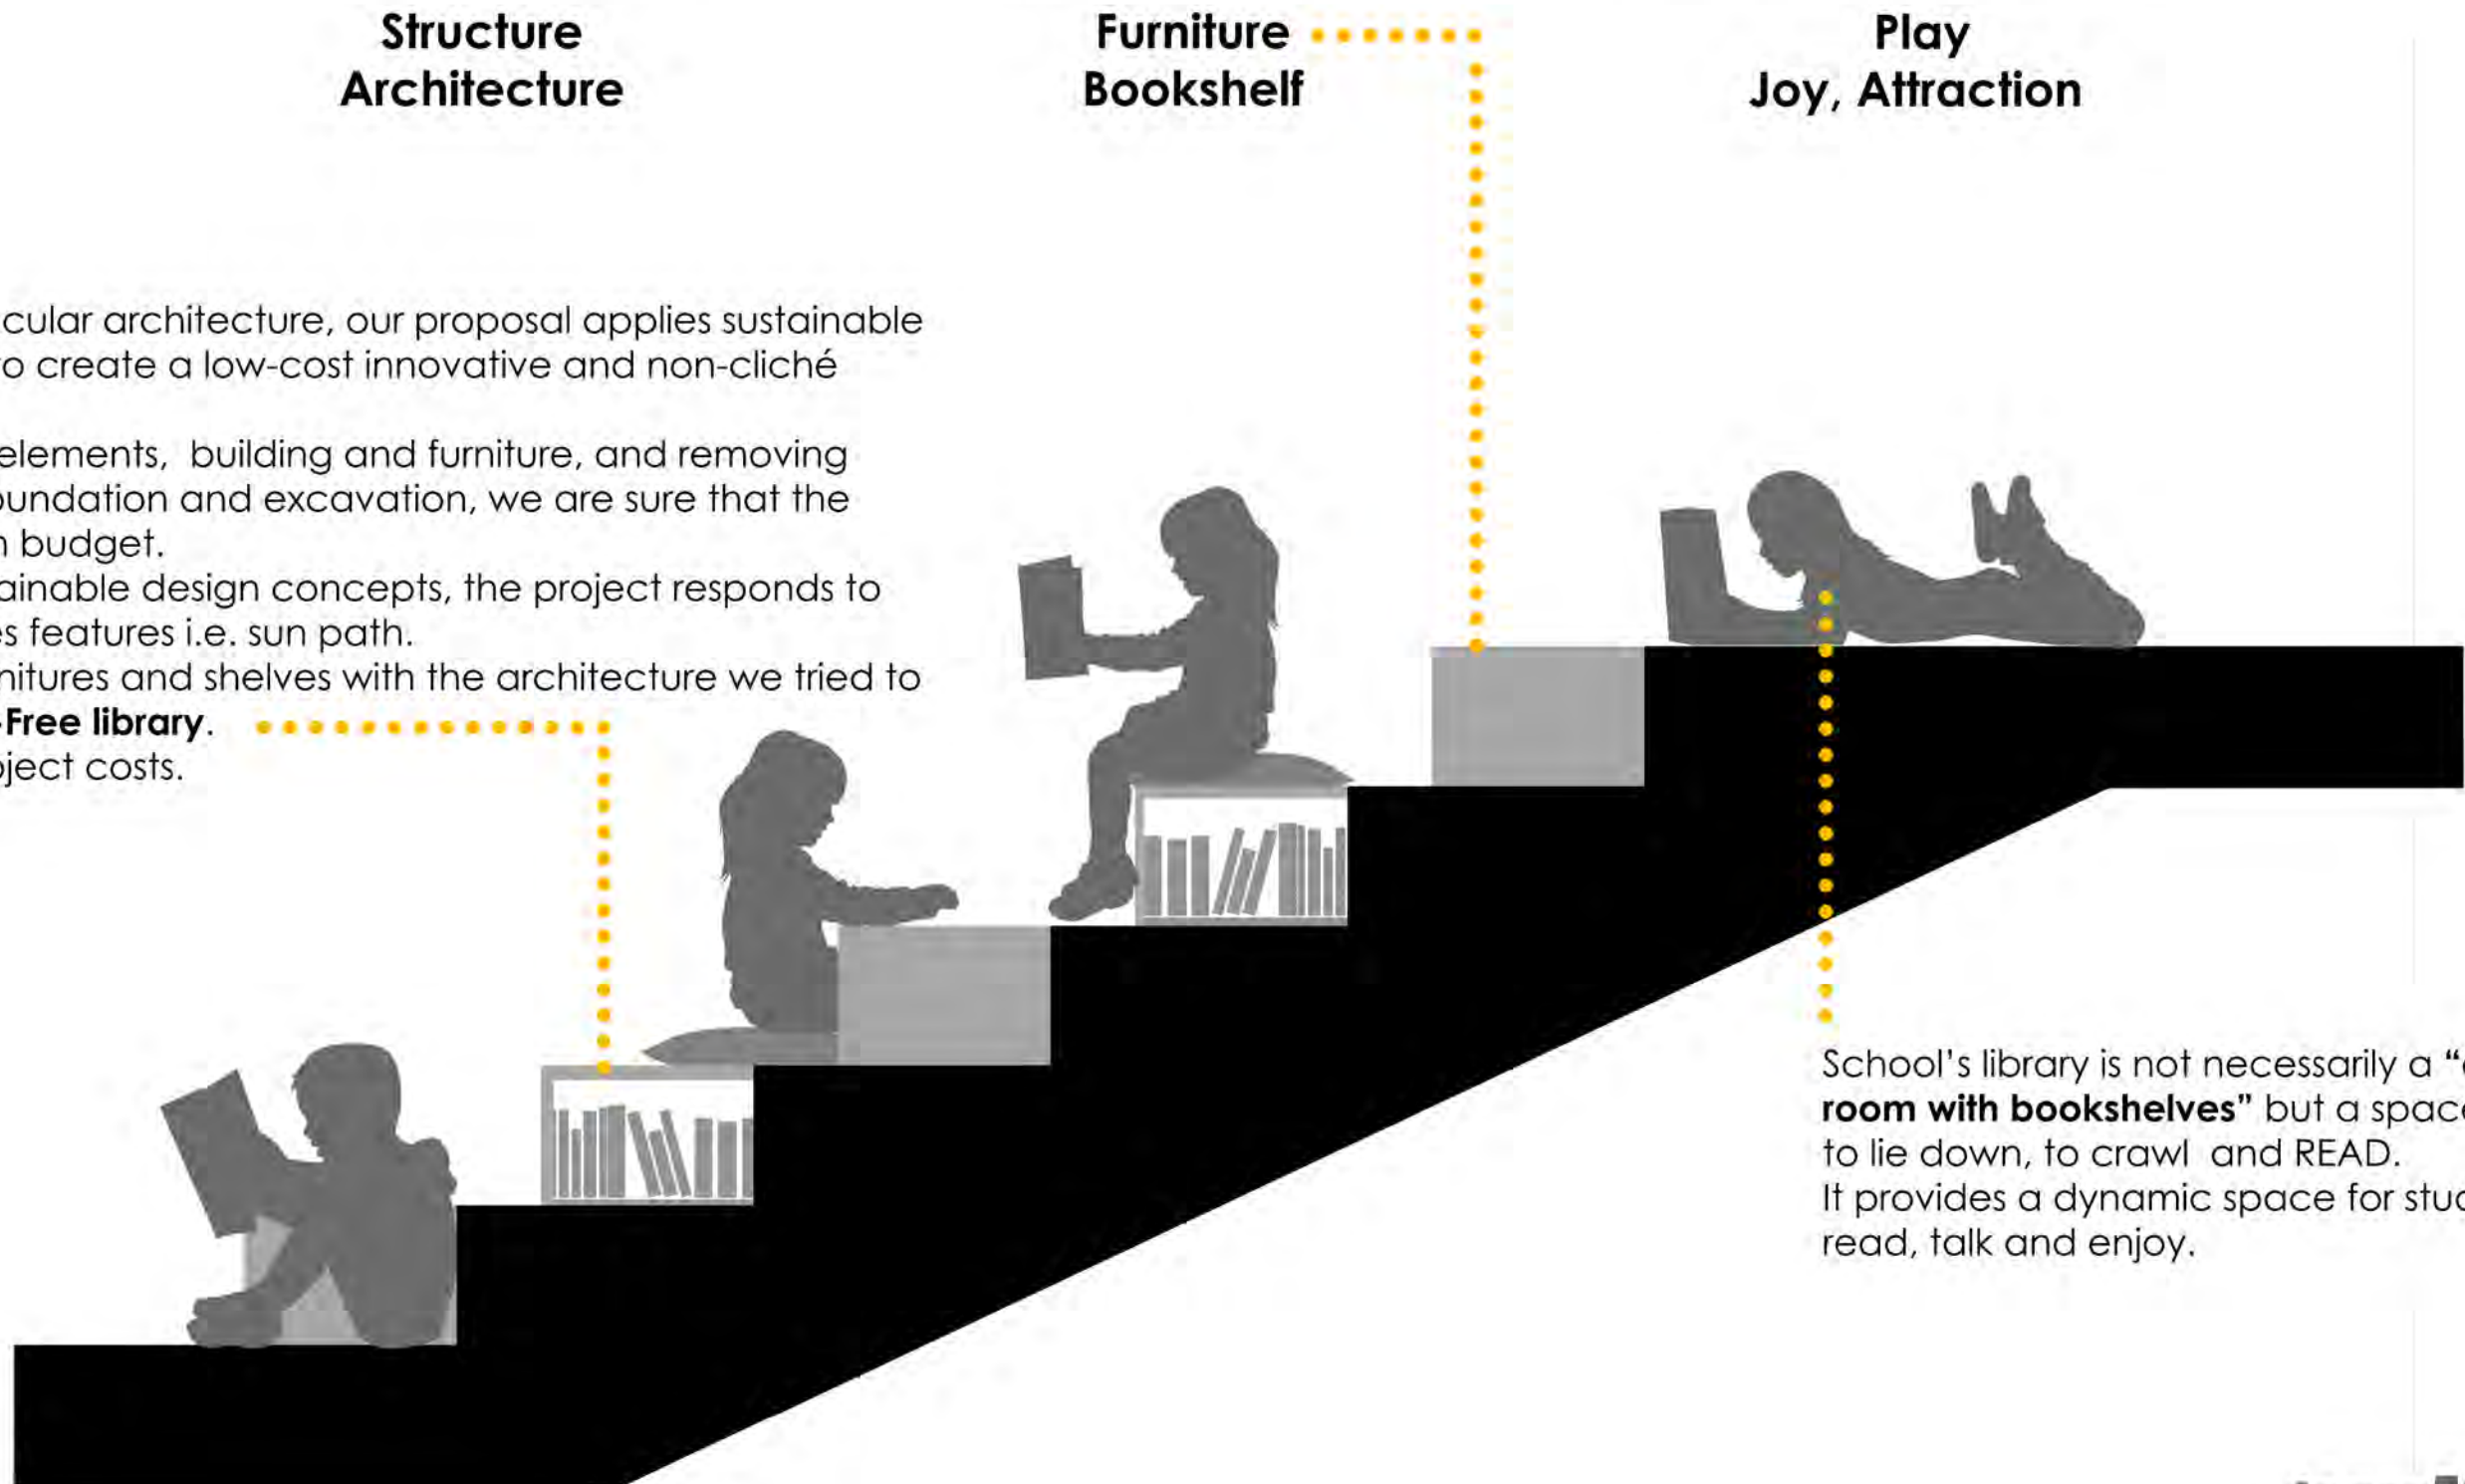 Structure
Architecture
Furniture
Bookshelf
Play
Joy, Attraction
cular architecture, our proposal applies sustainable
o create a low-cost innovative and non-cliché
elements, building and furniture, and removing
oundation and excavation, we are sure that the
budget.
ainable design concepts, the project responds to
es features i.e. sun path.
nitures and shelves with the architecture we tried to
-Free library.
ject costs.
School's library is not necessarily a "
room with bookshelves" but a space
to lie down, to crawl and READ.
It provides a dynamic space for stu
read, talk and enjoy.